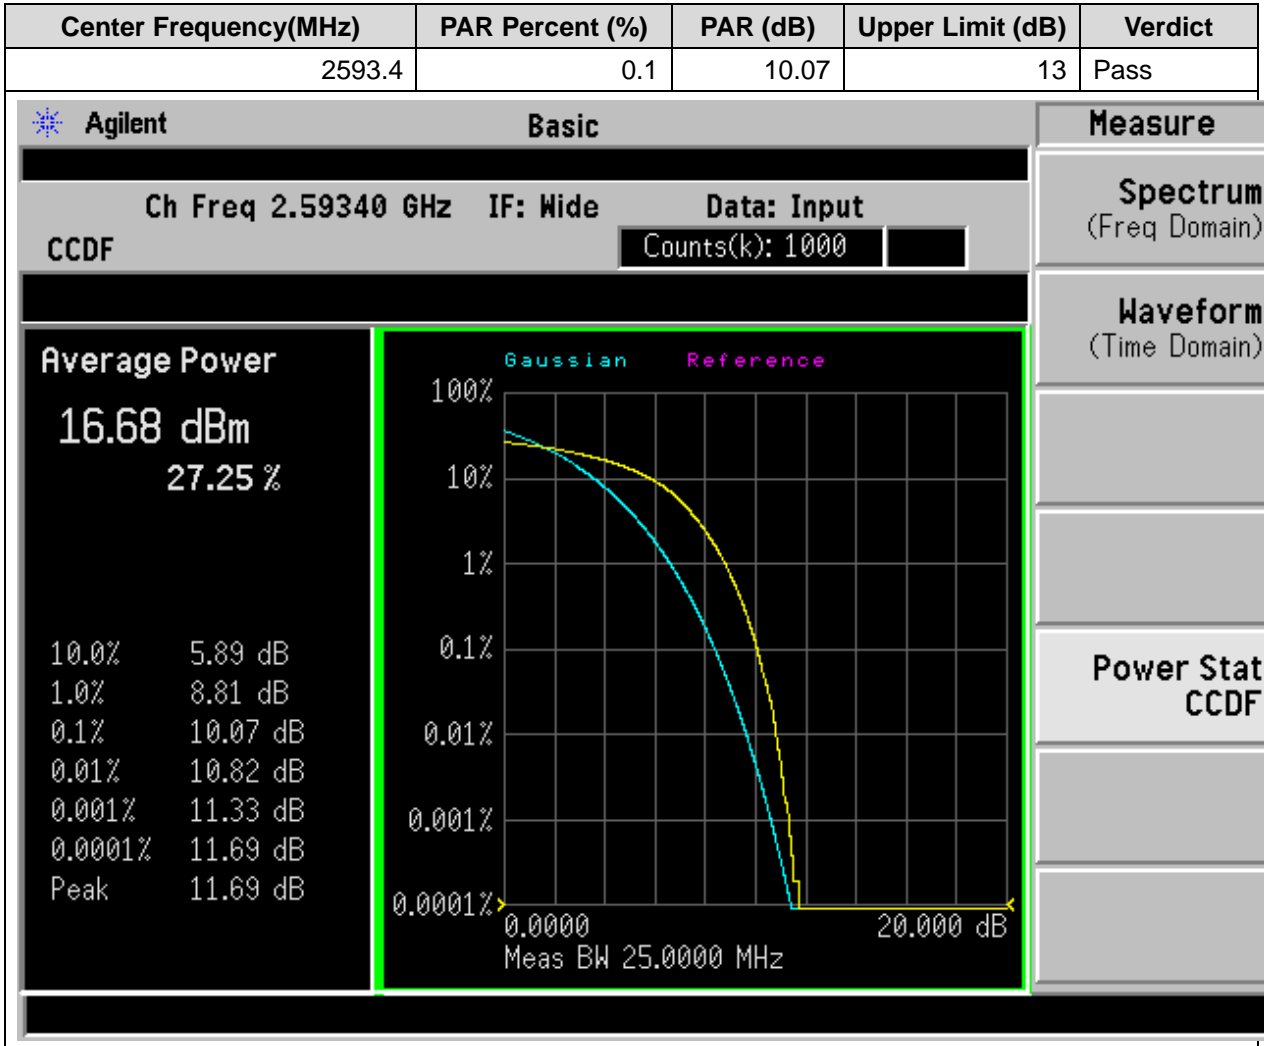 Center Frequency(MHz) PAR Percent (%) PAR (dB) Upper Limit (dB) Verdict
2593.4 0.1 10.07 13 Pass
Agilent Basic Measure
Ch Freq 2.59340 GHz IF: Wide Data: Input
CCDF Counts(k): 1000
Spectrum
(Freq Domain)
Waveform
(Time Domain)
Power Stat
CCDF
Average Power
16.68 dBm
27.25 %
10.0% 5.89 dB
1.0% 8.81 dB
0.1% 10.07 dB
0.01% 10.82 dB
0.001% 11.33 dB
0.0001% 11.69 dB
Peak 11.69 dB
Gaussian Reference
100%
10%
1%
0.1%
0.01%
0.001%
0.0001%
0.0000 20.000 dB
Meas BW 25.0000 MHz